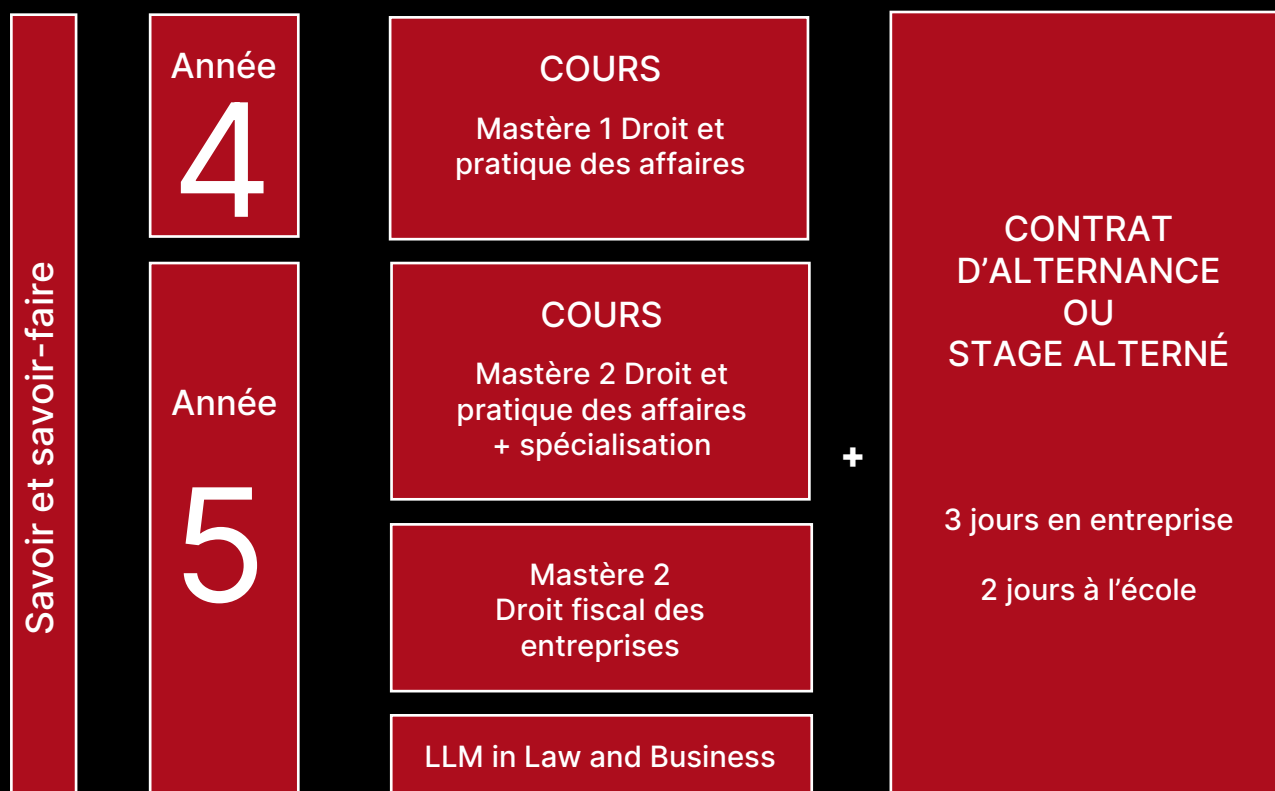 Savoir et savoir-faire
Année
4
COURS
Mastère 1 Droit et
pratique des affaires
Année
5
COURS
Mastère 2 Droit et
pratique des affaires
+ spécialisation
Mastère 2
Droit fiscal des
entreprises
LLM in Law and Business
+
CONTRAT
D’ALTERNANCE
OU
STAGE ALTERNÉ
3 jours en entreprise
2 jours à l’école